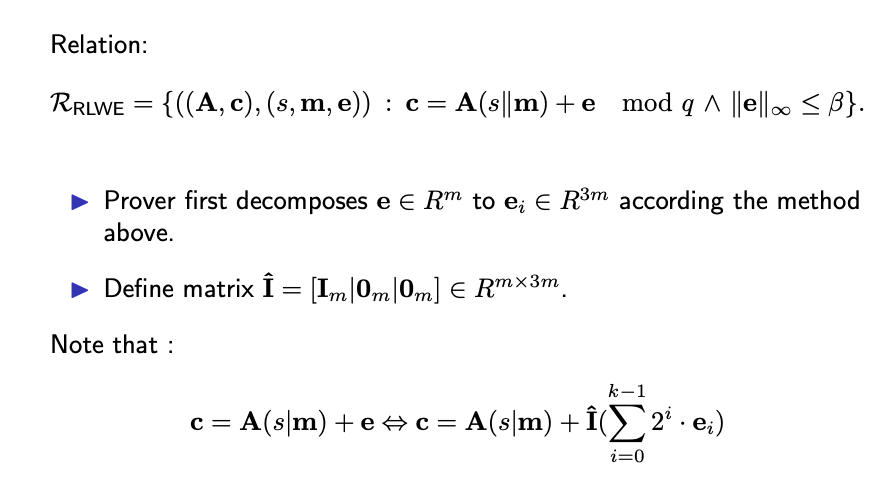 Relation:
𝓡_RLWE = {((𝐀, 𝐜), (s, 𝐦, 𝐞)) : 𝐜 = 𝐀(s‖𝐦) + 𝐞 mod q ∧ ‖𝐞‖_∞ ≤ β}.
▶ Prover first decomposes 𝐞 ∈ R^m to 𝐞_i ∈ R^{3m} according the method
above.
▶ Define matrix 𝐈̂ = [𝐈_m|𝟎_m|𝟎_m] ∈ R^{m×3m}.
Note that :
𝐜 = 𝐀(s|𝐦) + 𝐞 ⇔ 𝐜 = 𝐀(s|𝐦) + 𝐈̂(∑_{i=0}^{k−1} 2^i · 𝐞_i)